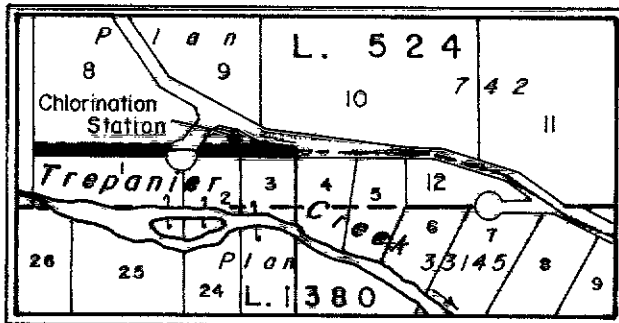 Plan L. 524
8 9 10 742 11
Chlorination
Station
1 3 4 5 12
Trepanier Creek
2 6 7
33145
26 25 24 Plan 8 9
L. 1380